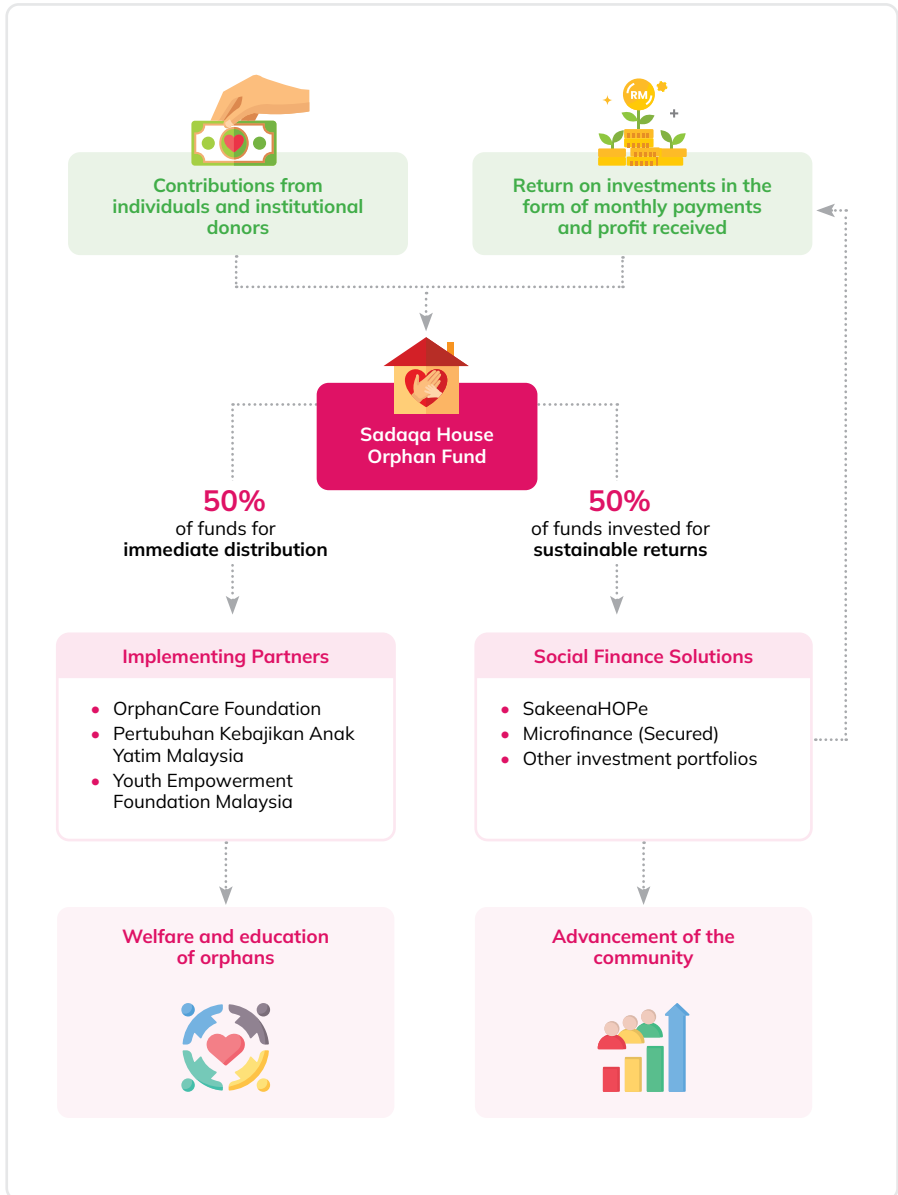 RM
Contributions from
individuals and institutional
donors
Return on investments in the
form of monthly payments
and profit received
Sadaqa House
Orphan Fund
50%
of funds for
immediate distribution
50%
of funds invested for
sustainable returns
Implementing Partners
• OrphanCare Foundation
• Pertubuhan Kebajikan Anak
Yatim Malaysia
• Youth Empowerment
Foundation Malaysia
Social Finance Solutions
• SakeenaHOPe
• Microfinance (Secured)
• Other investment portfolios
Welfare and education
of orphans
Advancement of the
community